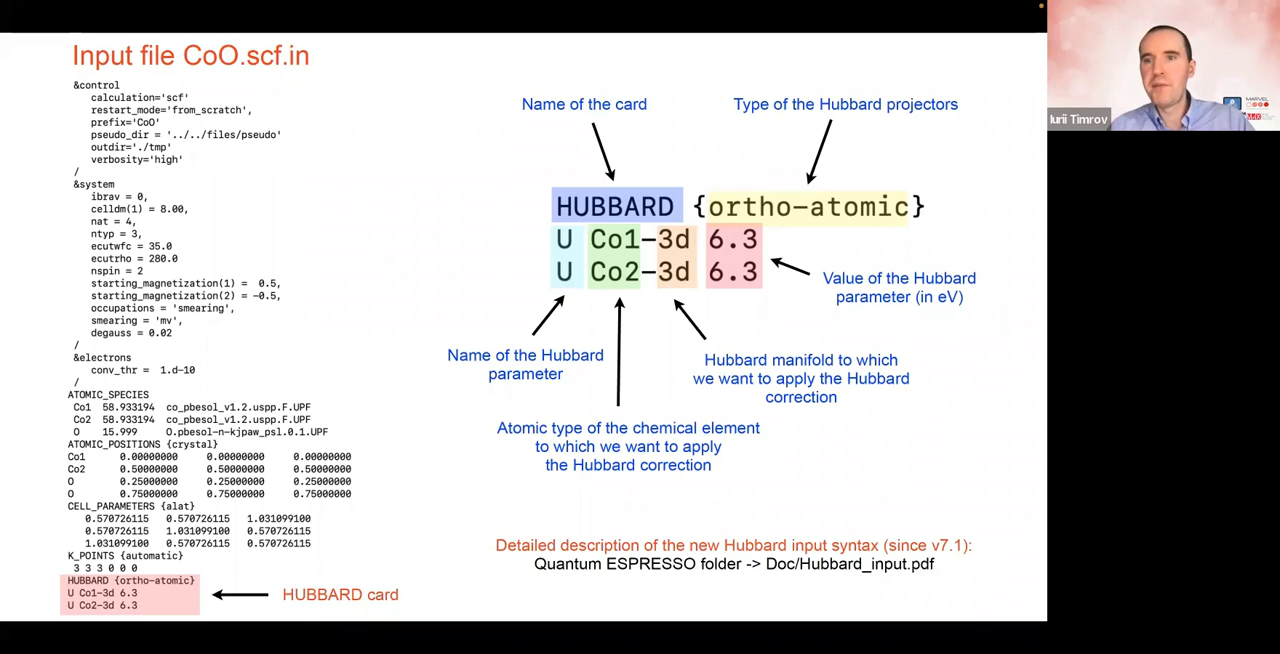 Input file CoO.scf.in
&control
calculation='scf'
restart_mode='from_scratch',
prefix='CoO'
pseudo_dir = '../../files/pseudo'
outdir='./tmp'
verbosity='high'
/
&system
ibrav = 0,
celldm(1) = 8.00,
nat = 4,
ntyp = 3,
ecutwfc = 35.0
ecutrho = 280.0
nspin = 2
starting_magnetization(1) =  0.5,
starting_magnetization(2) = -0.5,
occupations = 'smearing',
smearing = 'mv',
degauss = 0.02
/
&electrons
conv_thr =  1.d-10
/
ATOMIC_SPECIES
Co1  58.933194  co_pbesol_v1.2.uspp.F.UPF
Co2  58.933194  co_pbesol_v1.2.uspp.F.UPF
O    15.999     O.pbesol-n-kjpaw_psl.0.1.UPF
ATOMIC_POSITIONS {crystal}
Co1  0.00000000  0.00000000  0.00000000
Co2  0.50000000  0.50000000  0.50000000
O    0.25000000  0.25000000  0.25000000
O    0.75000000  0.75000000  0.75000000
CELL_PARAMETERS {alat}
0.570726115  0.570726115  1.031099100
0.570726115  1.031099100  0.570726115
1.031099100  0.570726115  0.570726115
K_POINTS {automatic}
3 3 3 0 0 0
HUBBARD {ortho-atomic}
U Co1-3d 6.3
U Co2-3d 6.3
HUBBARD card
Name of the card
Type of the Hubbard projectors
HUBBARD {ortho-atomic}
U Co1-3d 6.3
U Co2-3d 6.3
Value of the Hubbard
parameter (in eV)
Name of the Hubbard
parameter
Hubbard manifold to which
we want to apply the Hubbard
correction
Atomic type of the chemical element
to which we want to apply
the Hubbard correction
Detailed description of the new Hubbard input syntax (since v7.1):
Quantum ESPRESSO folder -> Doc/Hubbard_input.pdf
Iurii Timrov
MARVEL